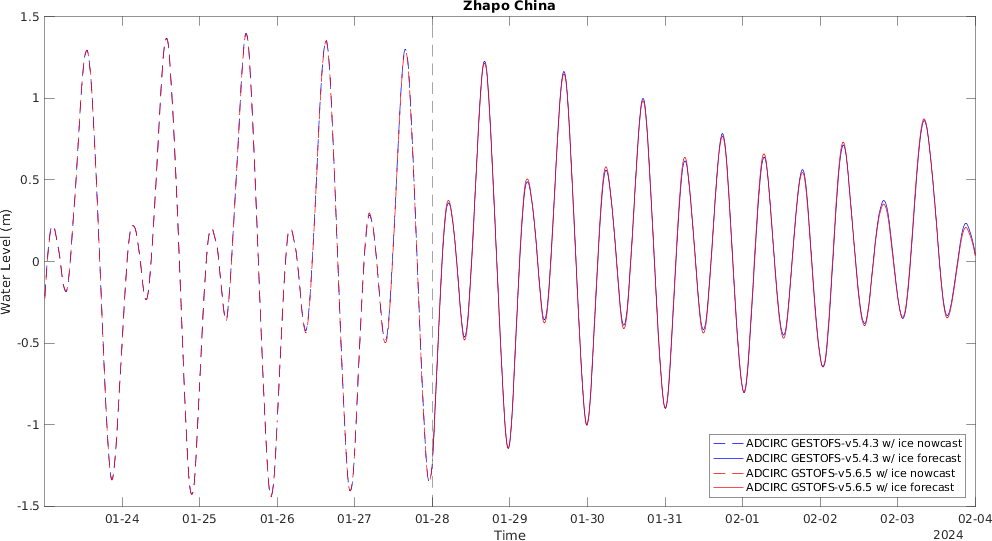 Zhapo China
Water Level (m)
1.5
1
0.5
0
-0.5
-1
-1.5
01-24
01-25
01-26
01-27
01-28
01-29
01-30
01-31
02-01
02-02
02-03
02-04
Time
2024
ADCIRC GESTOFS-v5.4.3 w/ ice nowcast
ADCIRC GESTOFS-v5.4.3 w/ ice forecast
ADCIRC GSTOFS-v5.6.5 w/ ice nowcast
ADCIRC GSTOFS-v5.6.5 w/ ice forecast